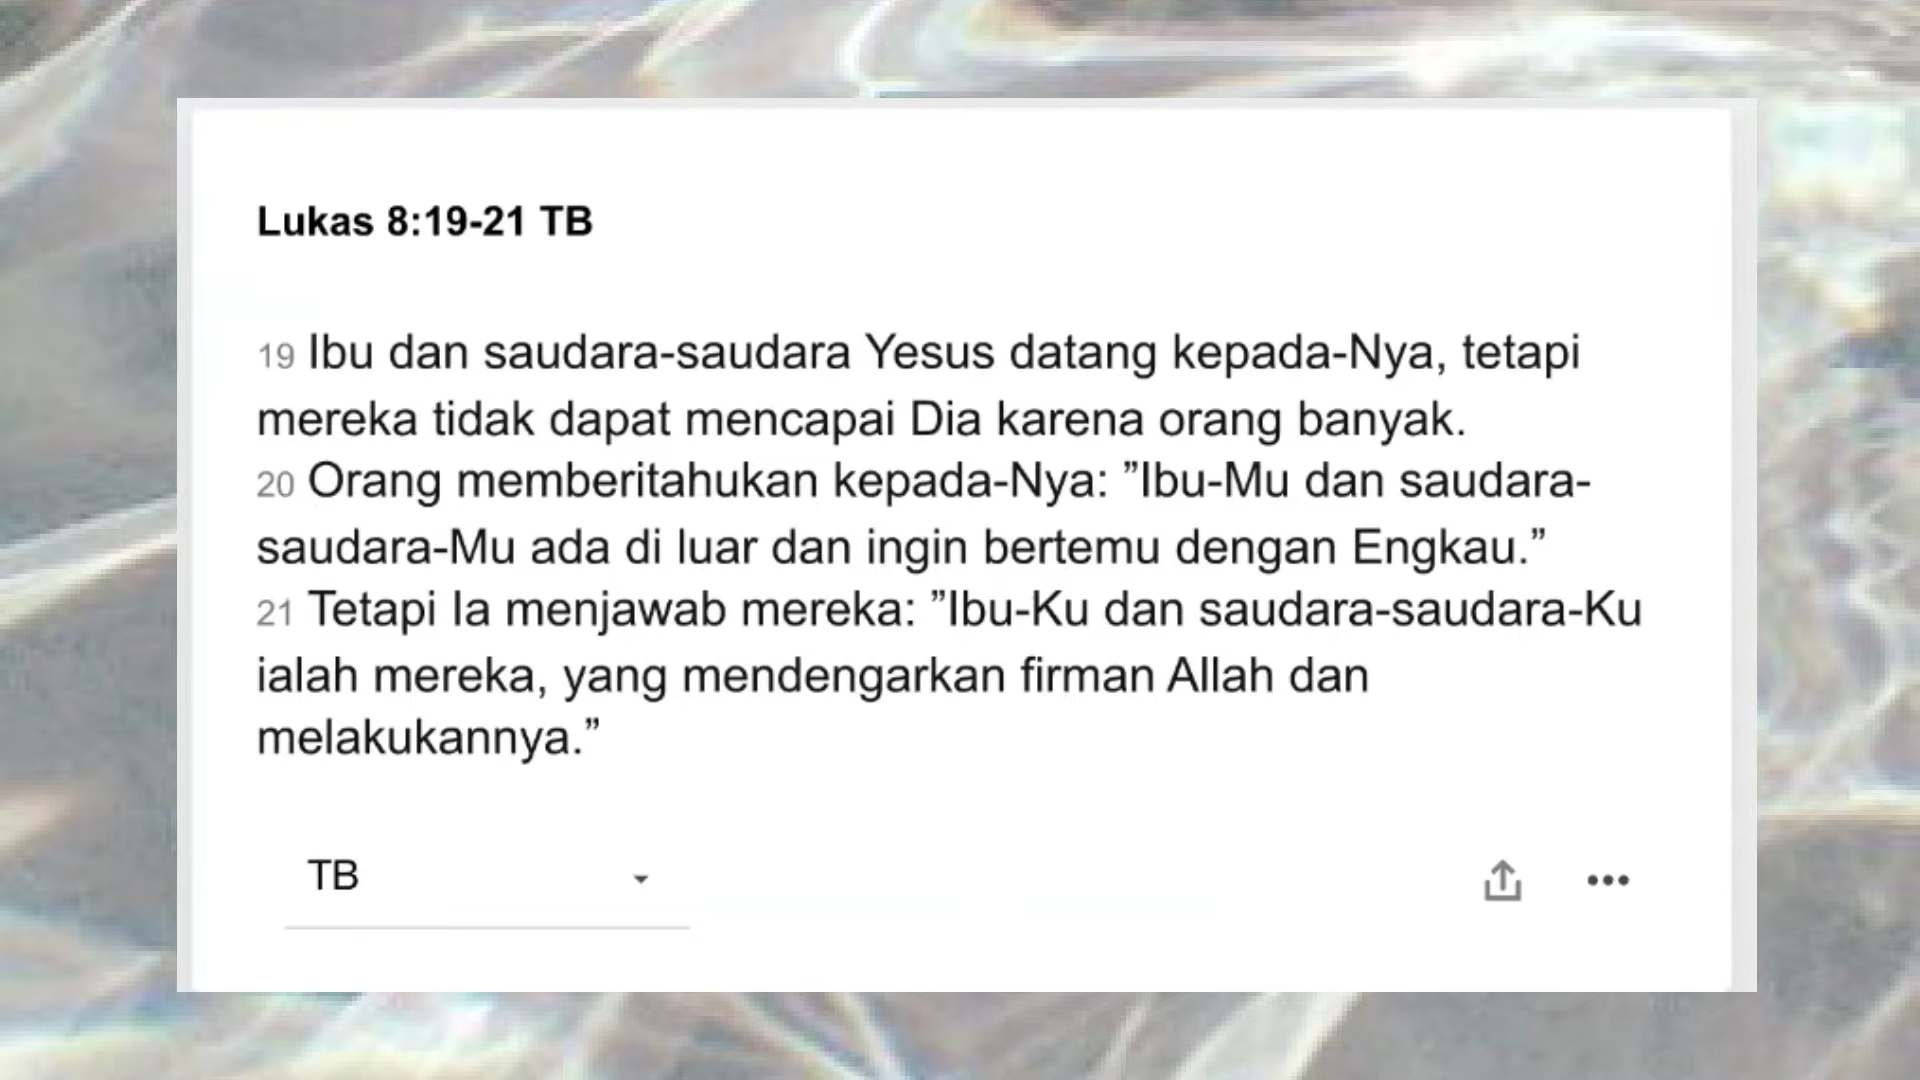 Lukas 8:19-21 TB
19 Ibu dan saudara-saudara Yesus datang kepada-Nya, tetapi
mereka tidak dapat mencapai Dia karena orang banyak.
20 Orang memberitahukan kepada-Nya: ”Ibu-Mu dan saudara-
saudara-Mu ada di luar dan ingin bertemu dengan Engkau.”
21 Tetapi Ia menjawab mereka: ”Ibu-Ku dan saudara-saudara-Ku
ialah mereka, yang mendengarkan firman Allah dan
melakukannya.”
TB